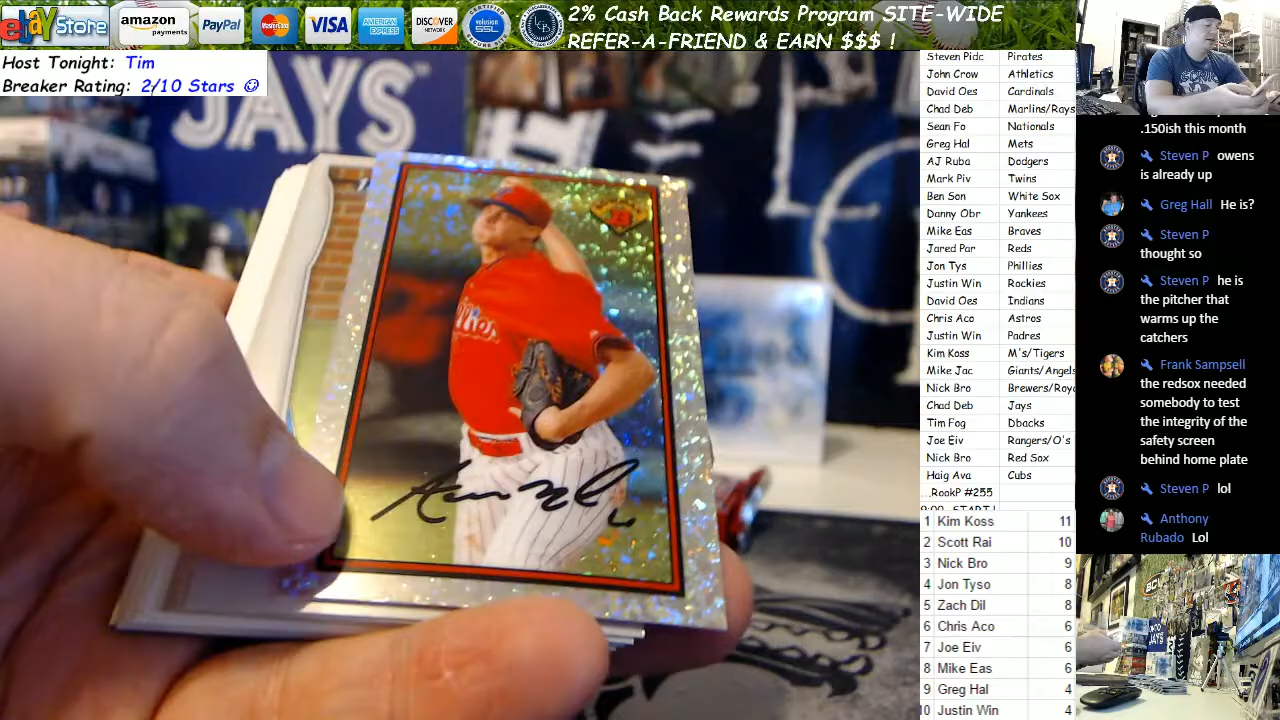 ebay Store
amazon payments
PayPal
MasterCard
VISA
AMERICAN EXPRESS
DISCOVER NETWORK
volusion SSL
2% Cash Back Rewards Program SITE-WIDE
REFER-A-FRIEND & EARN $$$ !
Host Tonight: Tim
Breaker Rating: 2/10 Stars
JAYS
Steven Pidc Pirates
John Crow Athletics
David Oes Cardinals
Chad Deb Marlins/Rays
Sean Fo Nationals
Greg Hal Mets
AJ Ruba Dodgers
Mark Piv Twins
Ben Son White Sox
Danny Obr Yankees
Mike Eas Braves
Jared Par Reds
Jon Tys Phillies
Justin Win Rockies
David Oes Indians
Chris Aco Astros
Justin Win Padres
Kim Koss M's/Tigers
Mike Jac Giants/Angels
Nick Bro Brewers/Roya
Chad Deb Jays
Tim Fog Dbacks
Joe Eiv Rangers/O's
Nick Bro Red Sox
Haig Ava Cubs
...RookP #255
9:00 START!
1 Kim Koss 11
2 Scott Rai 10
3 Nick Bro 9
4 Jon Tyso 8
5 Zach Dil 8
6 Chris Aco 6
7 Joe Eiv 6
8 Mike Eas 6
9 Greg Hal 4
10 Justin Win 4
.150ish this month
Steven P owens
is already up
Greg Hall He is?
Steven P
thought so
Steven P he is
the pitcher that
warms up the
catchers
Frank Sampsell
the redsox needed
somebody to test
the integrity of the
safety screen
behind home plate
Steven P lol
Anthony
Rubado Lol
JAYS